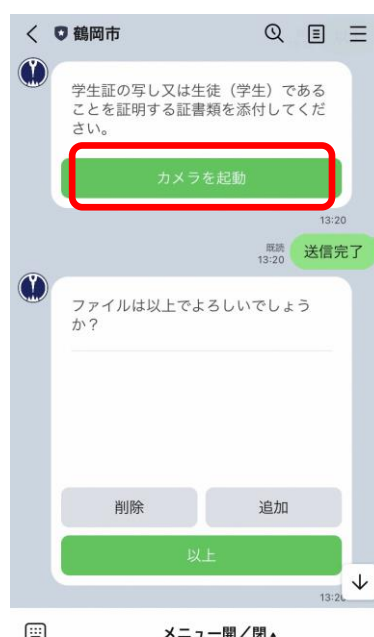 鶴岡市
学生証の写し又は生徒（学生）である
ことを証明する証書類を添付してくだ
さい。
カメラを起動
13:20
既読
13:20
送信完了
ファイルは以上でよろしいでしょう
か？
削除
追加
以上
13:20
メニュー開／閉▲